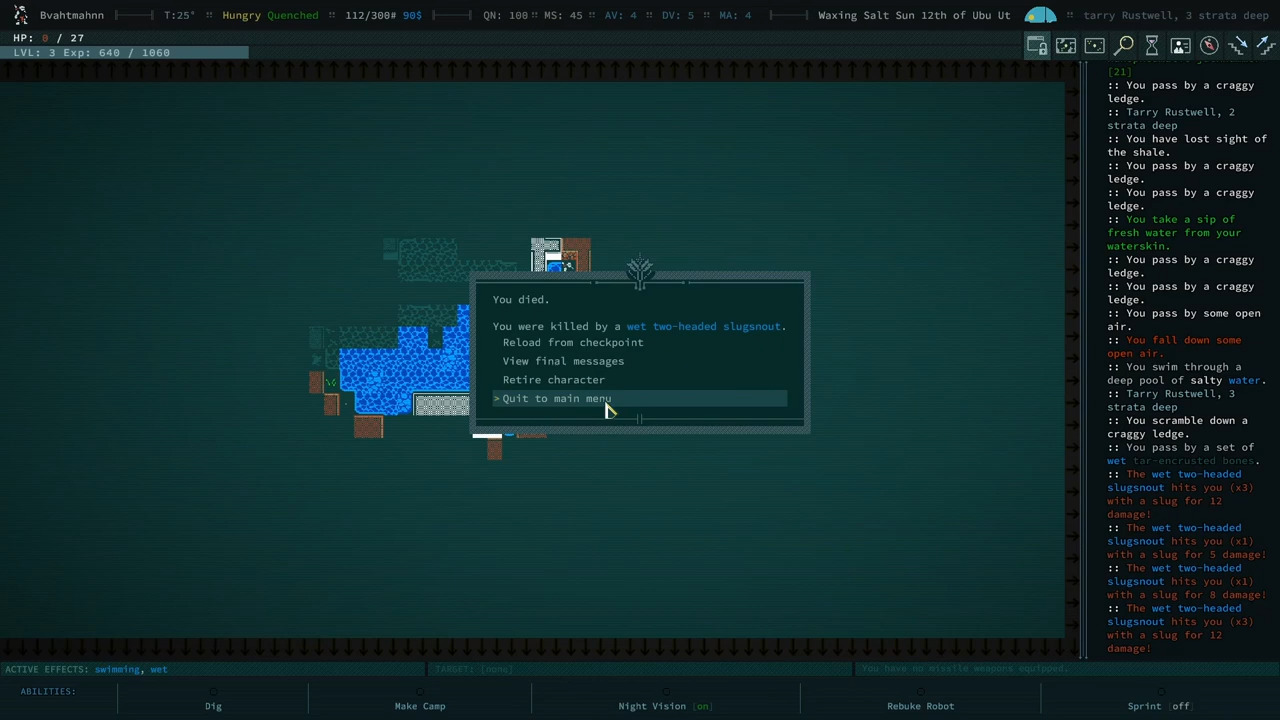 Bvahtmahnn T:25° :: Hungry Quenched :: 112/300# 90$ QN: 100 :: MS: 45 :: AV: 4 :: DV: 5 :: MA: 4 Waxing Salt Sun 12th of Ubu Ut :: tarry Rustwell, 3 strata deep
HP: 0 / 27
LVL: 3 Exp: 640 / 1060
[21]
:: You pass by a craggy
ledge.
:: Tarry Rustwell, 2
strata deep
:: You have lost sight of
the shale.
:: You pass by a craggy
ledge.
:: You pass by a craggy
ledge.
:: You take a sip of
fresh water from your
waterskin.
:: You pass by a craggy
ledge.
:: You pass by a craggy
ledge.
:: You pass by some open
air.
:: You fall down some
open air.
:: You swim through a
deep pool of salty water.
:: Tarry Rustwell, 3
strata deep
:: You scramble down a
craggy ledge.
:: You pass by a set of
wet tar-encrusted bones.
:: The wet two-headed
slugsnout hits you (x3)
with a slug for 12
damage!
:: The wet two-headed
slugsnout hits you (x1)
with a slug for 5 damage!
:: The wet two-headed
slugsnout hits you (x1)
with a slug for 8 damage!
:: The wet two-headed
slugsnout hits you (x3)
with a slug for 12
damage!
You died.
You were killed by a wet two-headed slugsnout.
Reload from checkpoint
View final messages
Retire character
> Quit to main menu
ACTIVE EFFECTS: swimming, wet
TARGET: [none]
You have no missile weapons equipped.
ABILITIES:
Dig
Make Camp
Night Vision [on]
Rebuke Robot
Sprint [off]